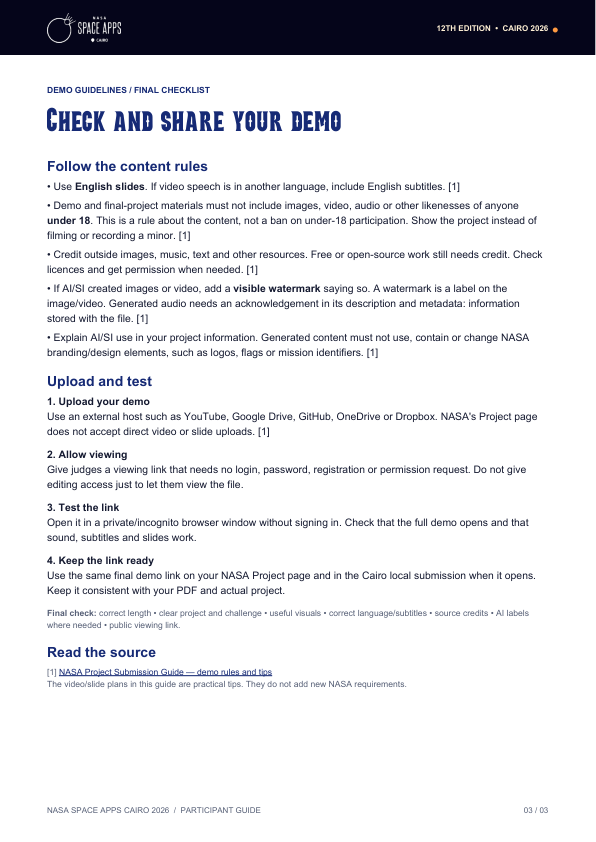 NASA
SPACE APPS
CAIRO
12TH EDITION • CAIRO 2026
DEMO GUIDELINES / FINAL CHECKLIST
CHECK AND SHARE YOUR DEMO
Follow the content rules
• Use English slides. If video speech is in another language, include English subtitles. [1]
• Demo and final-project materials must not include images, video, audio or other likenesses of anyone
under 18. This is a rule about the content, not a ban on under-18 participation. Show the project instead of
filming or recording a minor. [1]
• Credit outside images, music, text and other resources. Free or open-source work still needs credit. Check
licences and get permission when needed. [1]
• If AI/SI created images or video, add a visible watermark saying so. A watermark is a label on the
image/video. Generated audio needs an acknowledgement in its description and metadata: information
stored with the file. [1]
• Explain AI/SI use in your project information. Generated content must not use, contain or change NASA
branding/design elements, such as logos, flags or mission identifiers. [1]
Upload and test
1. Upload your demo
Use an external host such as YouTube, Google Drive, GitHub, OneDrive or Dropbox. NASA's Project page
does not accept direct video or slide uploads. [1]
2. Allow viewing
Give judges a viewing link that needs no login, password, registration or permission request. Do not give
editing access just to let them view the file.
3. Test the link
Open it in a private/incognito browser window without signing in. Check that the full demo opens and that
sound, subtitles and slides work.
4. Keep the link ready
Use the same final demo link on your NASA Project page and in the Cairo local submission when it opens.
Keep it consistent with your PDF and actual project.
Final check: correct length • clear project and challenge • useful visuals • correct language/subtitles • source credits • AI labels
where needed • public viewing link.
Read the source
[1] NASA Project Submission Guide — demo rules and tips
The video/slide plans in this guide are practical tips. They do not add new NASA requirements.
NASA SPACE APPS CAIRO 2026 / PARTICIPANT GUIDE
03 / 03